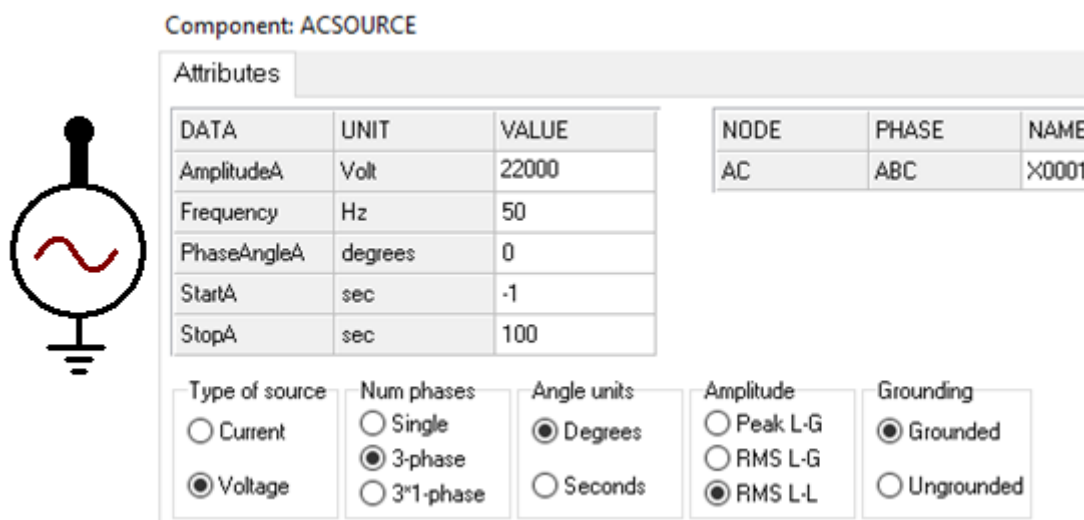 Component: ACSOURCE
Attributes
DATA UNIT VALUE
AmplitudeA Volt 22000
Frequency Hz 50
PhaseAngleA degrees 0
StartA sec -1
StopA sec 100
NODE PHASE NAME
AC ABC X0001
Type of source
Current
Voltage
Num phases
Single
3-phase
3*1-phase
Angle units
Degrees
Seconds
Amplitude
Peak L-G
RMS L-G
RMS L-L
Grounding
Grounded
Ungrounded